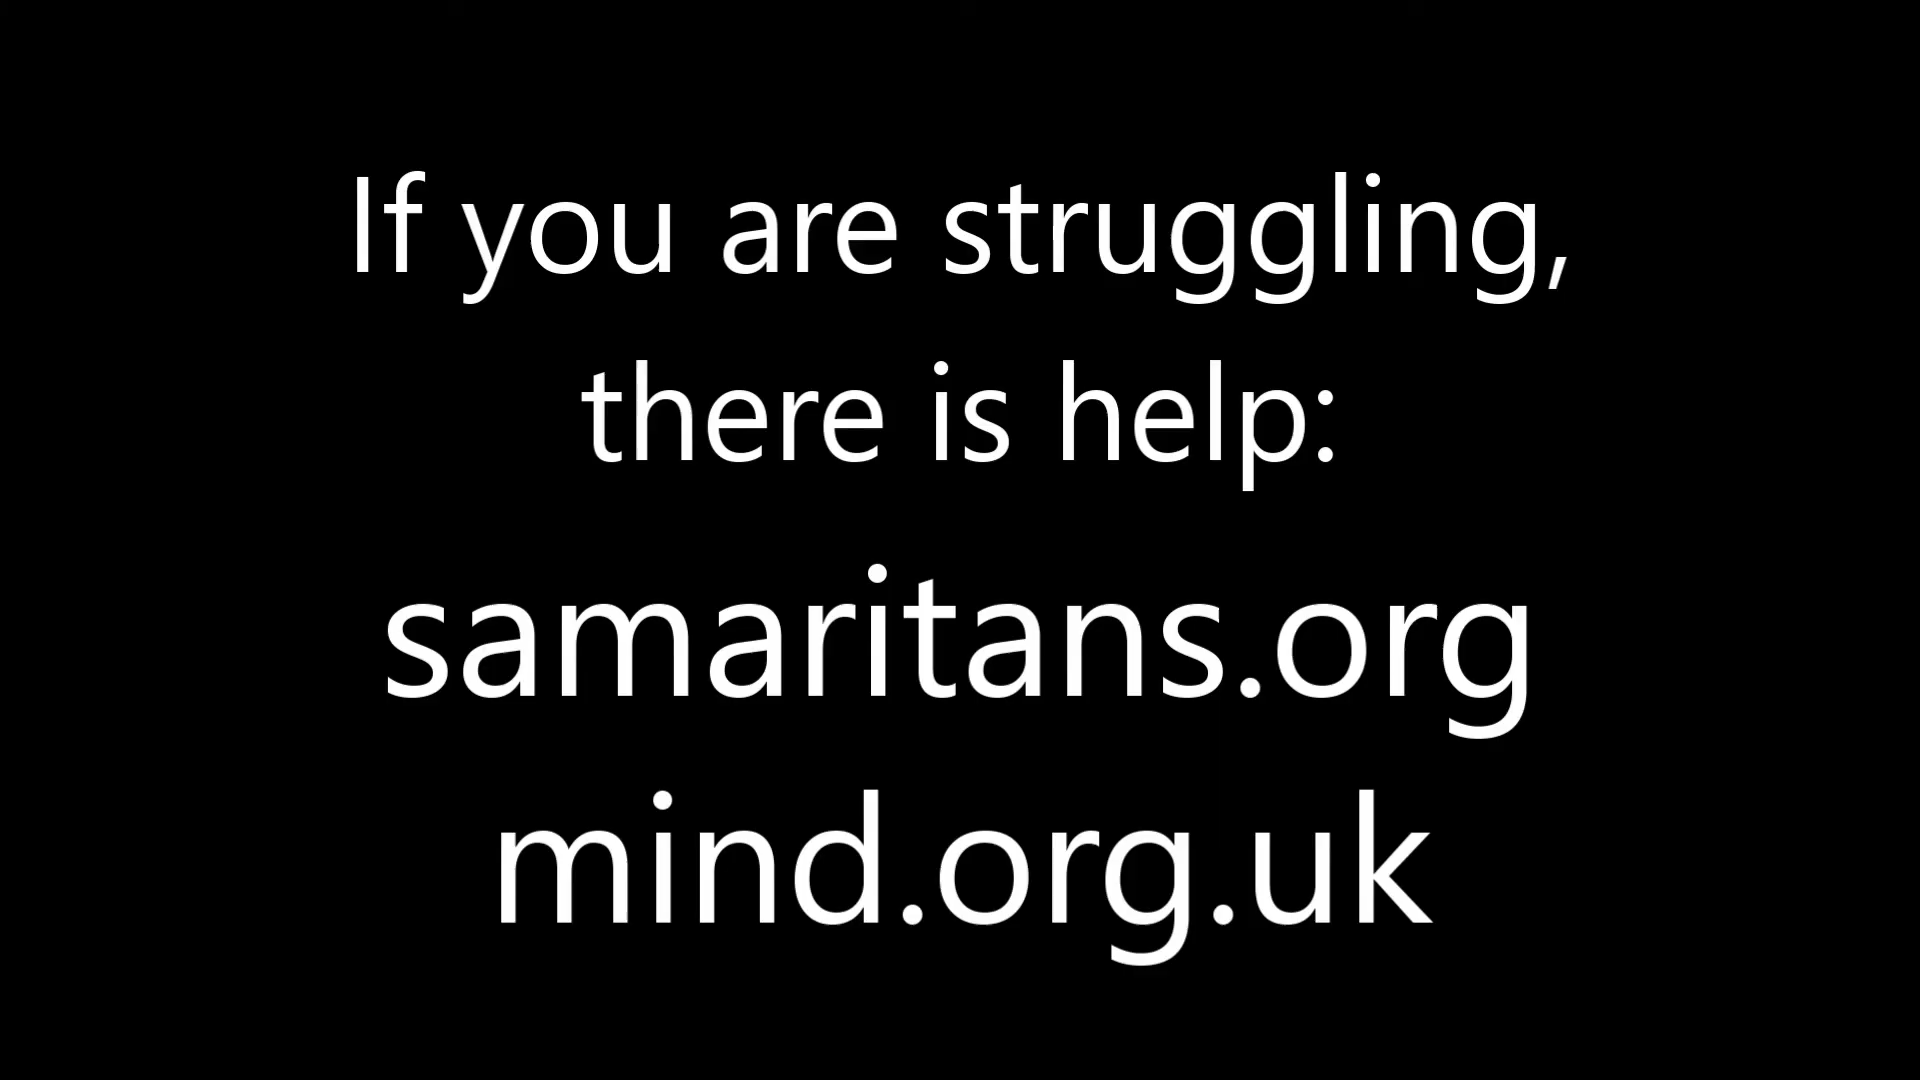 If you are struggling,
there is help:
samaritans.org
mind.org.uk